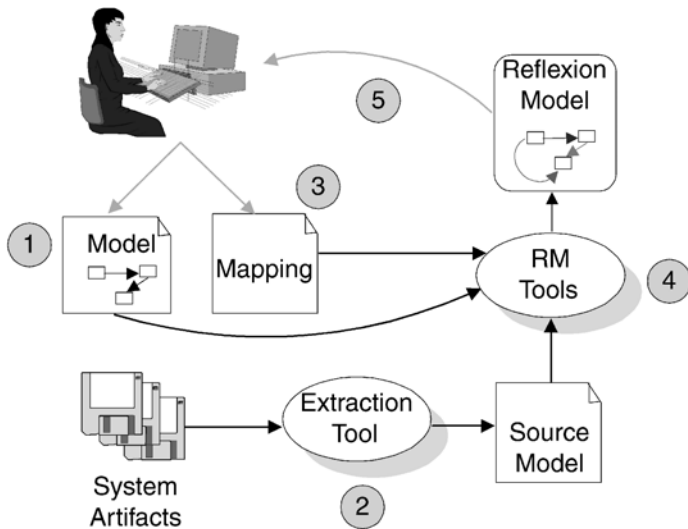 5
Reflexion
Model
3
1
Model
Mapping
RM
Tools
4
Extraction
Tool
Source
Model
2
System
Artifacts